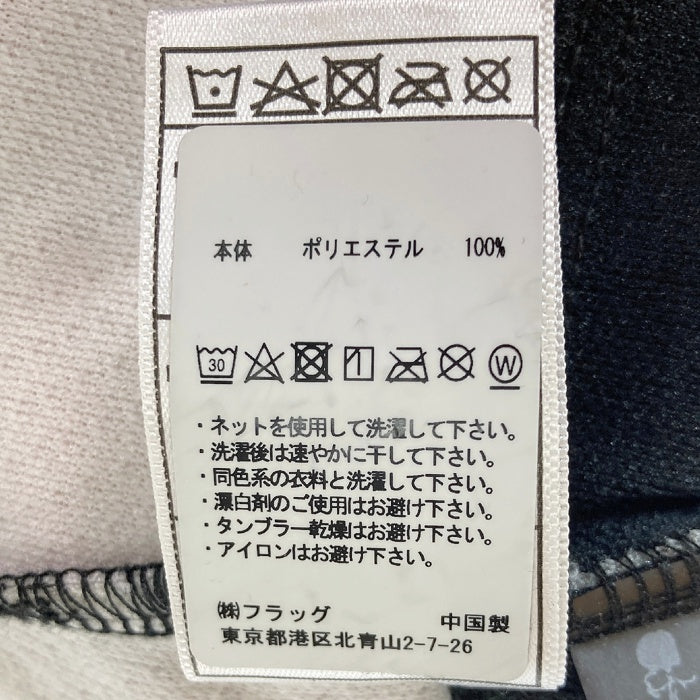 本体 ポリエステル 100%
30 W
・ネットを使用して洗濯して下さい。
・洗濯後は速やかに干して下さい。
・同色系の衣料と洗濯して下さい。
・漂白剤のご使用はお避け下さい。
・タンブラー乾燥はお避け下さい。
・アイロンはお避け下さい。
㈱フラッグ 中国製
東京都港区北青山2-7-26